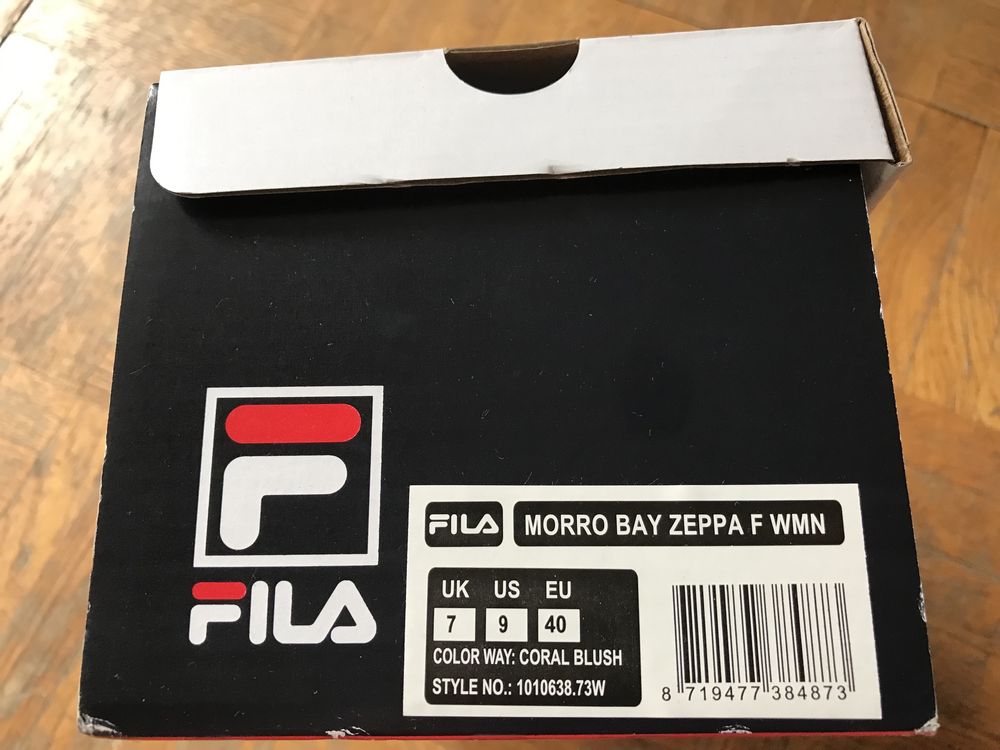 FILA
FILA
MORRO BAY ZEPPA F WMN
UK US EU
7 9 40
COLOR WAY: CORAL BLUSH
STYLE NO.: 1010638.73W
8 719477 384873